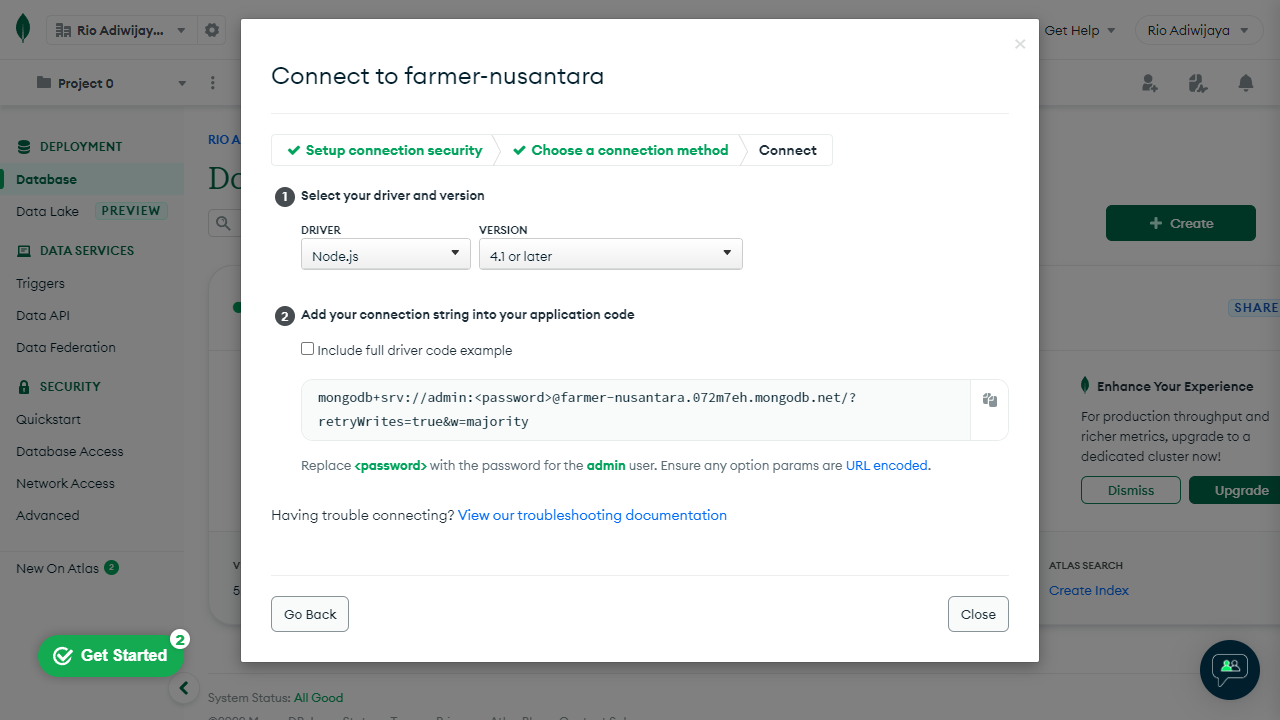 Rio Adiwijay...
Get Help
Rio Adiwijaya
Project 0
DEPLOYMENT
Database
Data Lake PREVIEW
DATA SERVICES
Triggers
Data API
Data Federation
SECURITY
Quickstart
Database Access
Network Access
Advanced
New On Atlas 2
Get Started 2
RIO A
Create
SHARE
Connect to farmer-nusantara
×
Setup connection security
Choose a connection method
Connect
1 Select your driver and version
DRIVER VERSION
Node.js 4.1 or later
2 Add your connection string into your application code
Include full driver code example
mongodb+srv://admin:<password>@farmer-nusantara.072m7eh.mongodb.net/?
retryWrites=true&w=majority
Replace <password> with the password for the admin user. Ensure any option params are URL encoded.
Having trouble connecting? View our troubleshooting documentation
Go Back
Close
Enhance Your Experience
For production throughput and
richer metrics, upgrade to a
dedicated cluster now!
Dismiss Upgrade
V
5
ATLAS SEARCH
Create Index
System Status: All Good